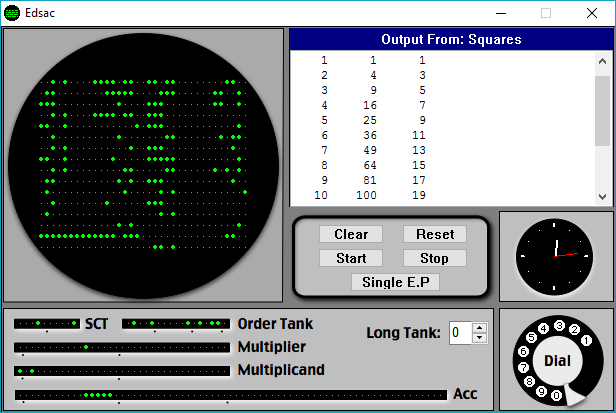 Edsac
Output From: Squares
1 1 1
2 4 3
3 9 5
4 16 7
5 25 9
6 36 11
7 49 13
8 64 15
9 81 17
10 100 19
Clear Reset
Start Stop
Single E.P
SCT Order Tank Long Tank: 0
Multiplier
Multiplicand
Acc
1
2
3
4
5
6
7
8
9
0
Dial